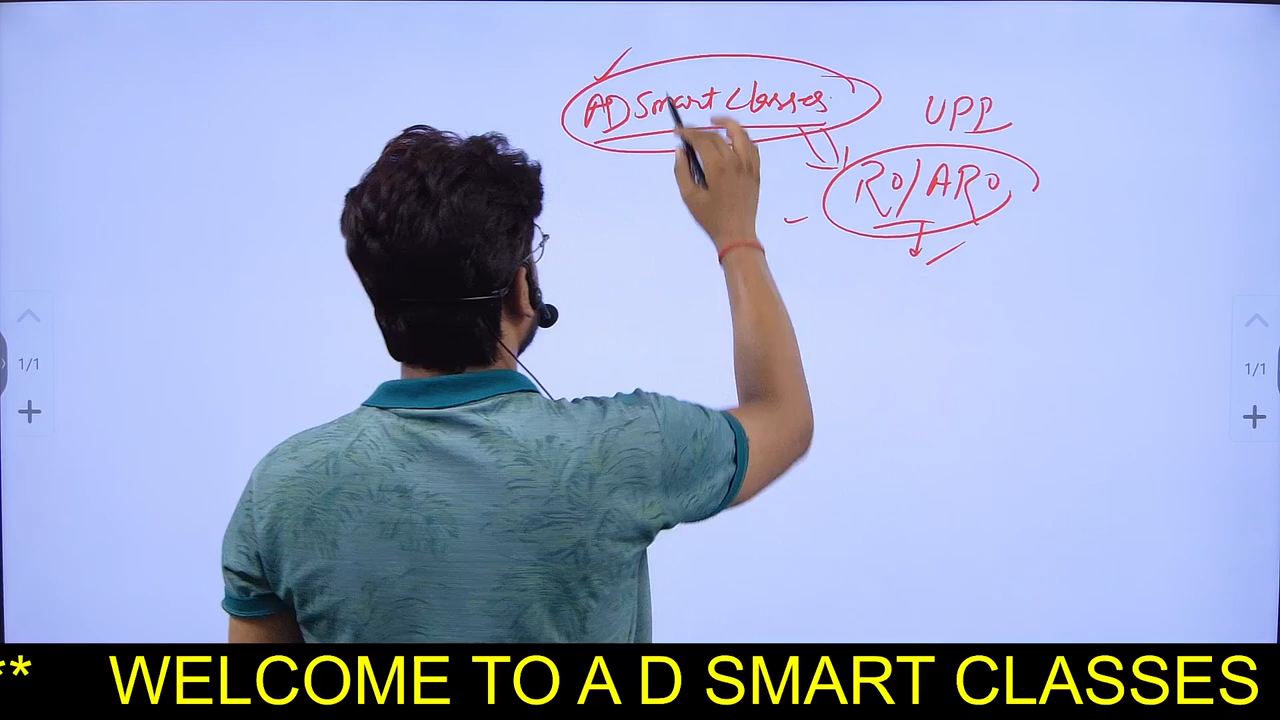 AD Smart Classes
UPP
RO/ARO
1/1
1/1
** WELCOME TO A D SMART CLASSES